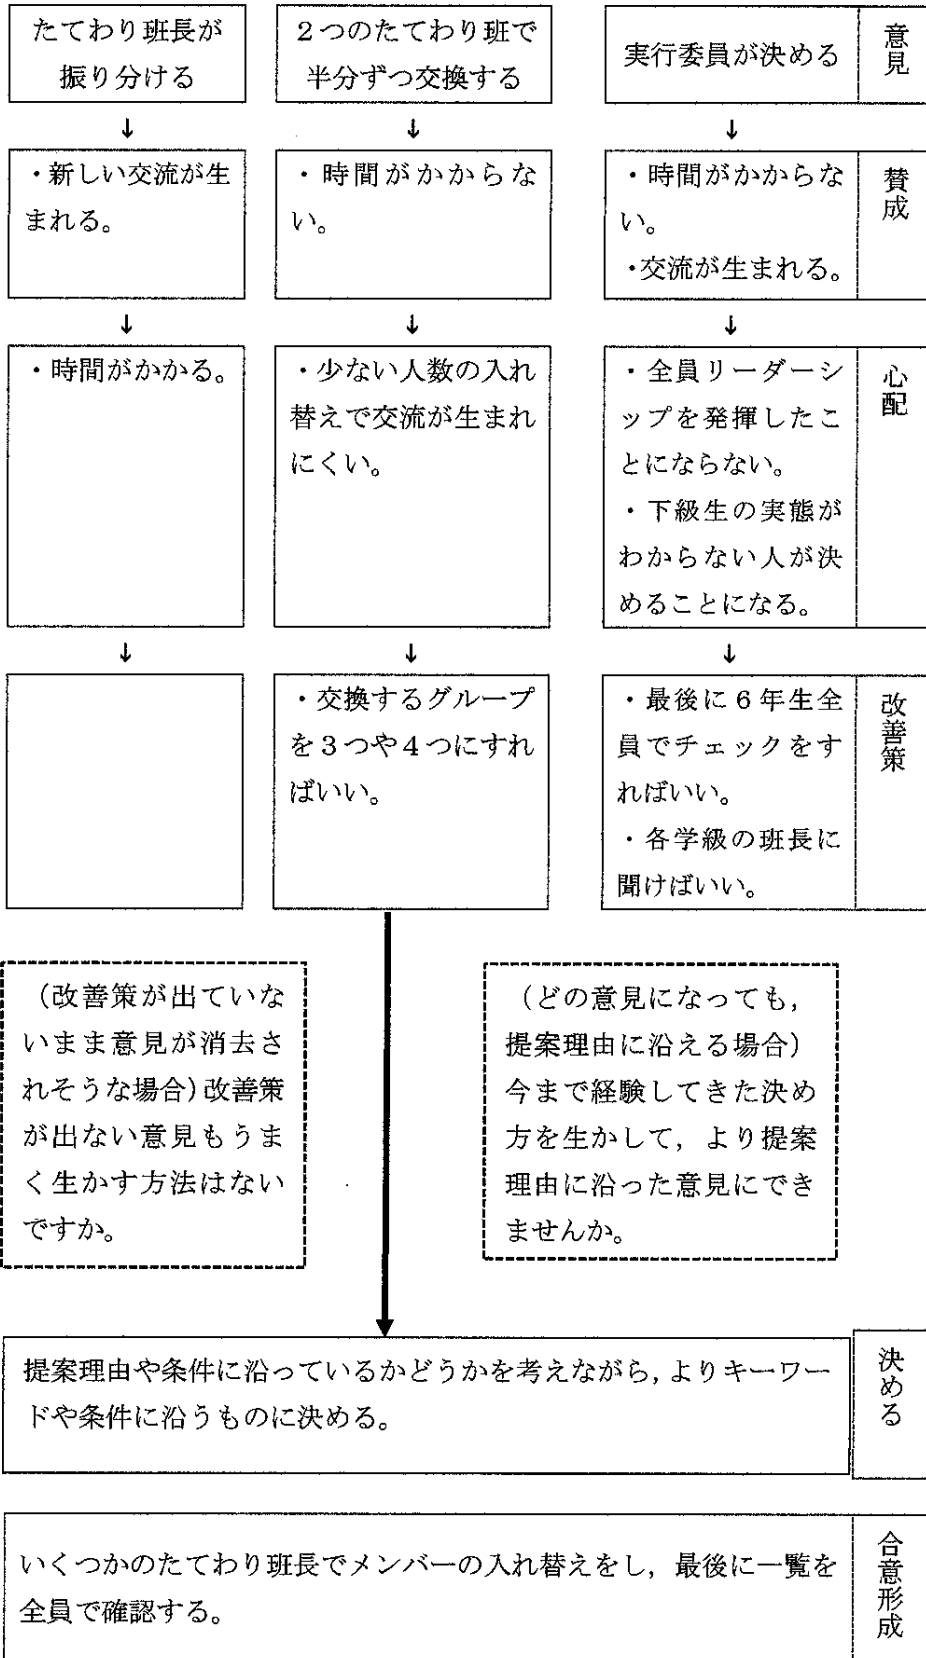 意見
実行委員が決める
2つのたてわり班で
半分ずつ交換する
たてわり班長が
振り分ける
↓
↓
↓
賛成
・時間がかからな
い。
・交流が生まれる。
・時間がかからな
い。
・新しい交流が生
まれる。
↓
↓
↓
心配
・全員リーダーシ
ップを発揮したこ
とにならない。
・下級生の実態が
わからない人が決
めることになる。
・少ない人数の入れ
替えで交流が生まれ
にくい。
・時間がかかる。
↓
↓
↓
改善策
・最後に6年生全
員でチェックをす
ればいい。
・各学級の班長に
聞けばいい。
・交換するグループ
を3つや4つにすれ
ばいい。
（どの意見になっても，
提案理由に沿える場合）
今まで経験してきた決め
方を生かして，より提案
理由に沿った意見にでき
ませんか。
（改善策が出ていな
いまま意見が消去さ
れそうな場合）改善策
が出ない意見もうま
く生かす方法はない
ですか。
決める
提案理由や条件に沿っているかどうかを考えながら，よりキーワー
ドや条件に沿うものに決める。
合意形成
いくつかのたてわり班長でメンバーの入れ替えをし，最後に一覧を
全員で確認する。